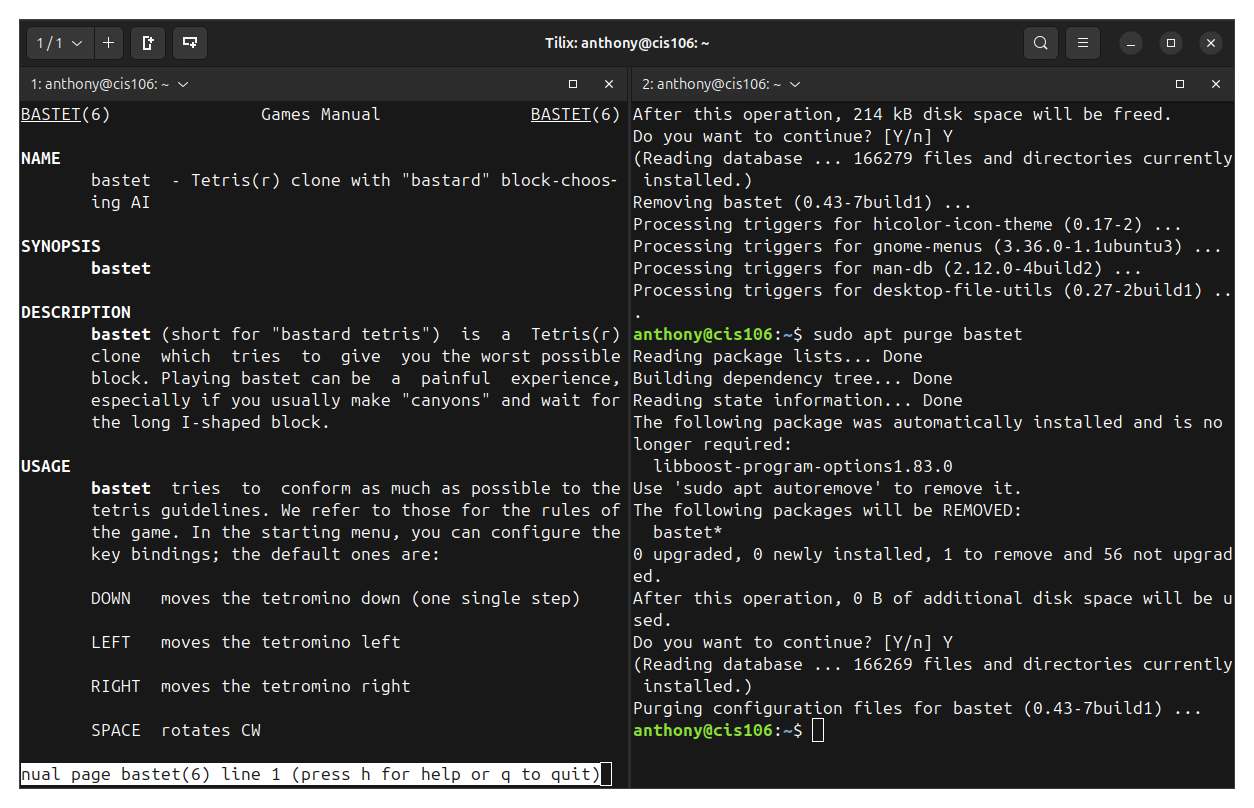 1 / 1
Tilix: anthony@cis106: ~
1: anthony@cis106: ~
BASTET(6) Games Manual BASTET(6)
NAME
bastet - Tetris(r) clone with "bastard" block-choos-
ing AI
SYNOPSIS
bastet
DESCRIPTION
bastet (short for "bastard tetris") is a Tetris(r)
clone which tries to give you the worst possible
block. Playing bastet can be a painful experience,
especially if you usually make "canyons" and wait for
the long I-shaped block.
USAGE
bastet tries to conform as much as possible to the
tetris guidelines. We refer to those for the rules of
the game. In the starting menu, you can configure the
key bindings; the default ones are:
DOWN moves the tetromino down (one single step)
LEFT moves the tetromino left
RIGHT moves the tetromino right
SPACE rotates CW
nual page bastet(6) line 1 (press h for help or q to quit)
2: anthony@cis106: ~
After this operation, 214 kB disk space will be freed.
Do you want to continue? [Y/n] Y
(Reading database ... 166279 files and directories currently
installed.)
Removing bastet (0.43-7build1) ...
Processing triggers for hicolor-icon-theme (0.17-2) ...
Processing triggers for gnome-menus (3.36.0-1.1ubuntu3) ...
Processing triggers for man-db (2.12.0-4build2) ...
Processing triggers for desktop-file-utils (0.27-2build1) ..
.
anthony@cis106:~$ sudo apt purge bastet
Reading package lists... Done
Building dependency tree... Done
Reading state information... Done
The following package was automatically installed and is no
longer required:
libboost-program-options1.83.0
Use 'sudo apt autoremove' to remove it.
The following packages will be REMOVED:
bastet*
0 upgraded, 0 newly installed, 1 to remove and 56 not upgrad
ed.
After this operation, 0 B of additional disk space will be u
sed.
Do you want to continue? [Y/n] Y
(Reading database ... 166269 files and directories currently
installed.)
Purging configuration files for bastet (0.43-7build1) ...
anthony@cis106:~$